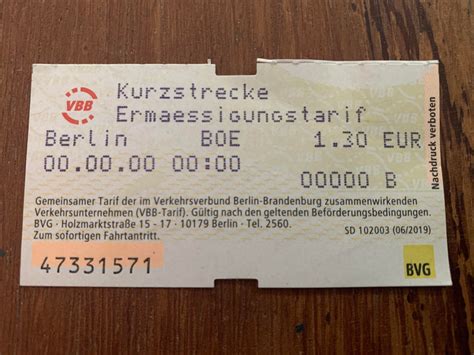 VBB
Kurzstrecke
Ermaessigungstarif
Berlin BOE 1.30 EUR
00.00.00 00:00
00000 B
Nachdruck verboten
Gemeinsamer Tarif der im Verkehrsverbund Berlin-Brandenburg zusammenwirkenden
Verkehrsunternehmen (VBB-Tarif). Gültig nach den geltenden Beförderungsbedingungen.
BVG · Holzmarktstraße 15 - 17 · 10179 Berlin · Tel. 2560.
Zum sofortigen Fahrtantritt.
SD 102003 (06/2019)
47331571
BVG